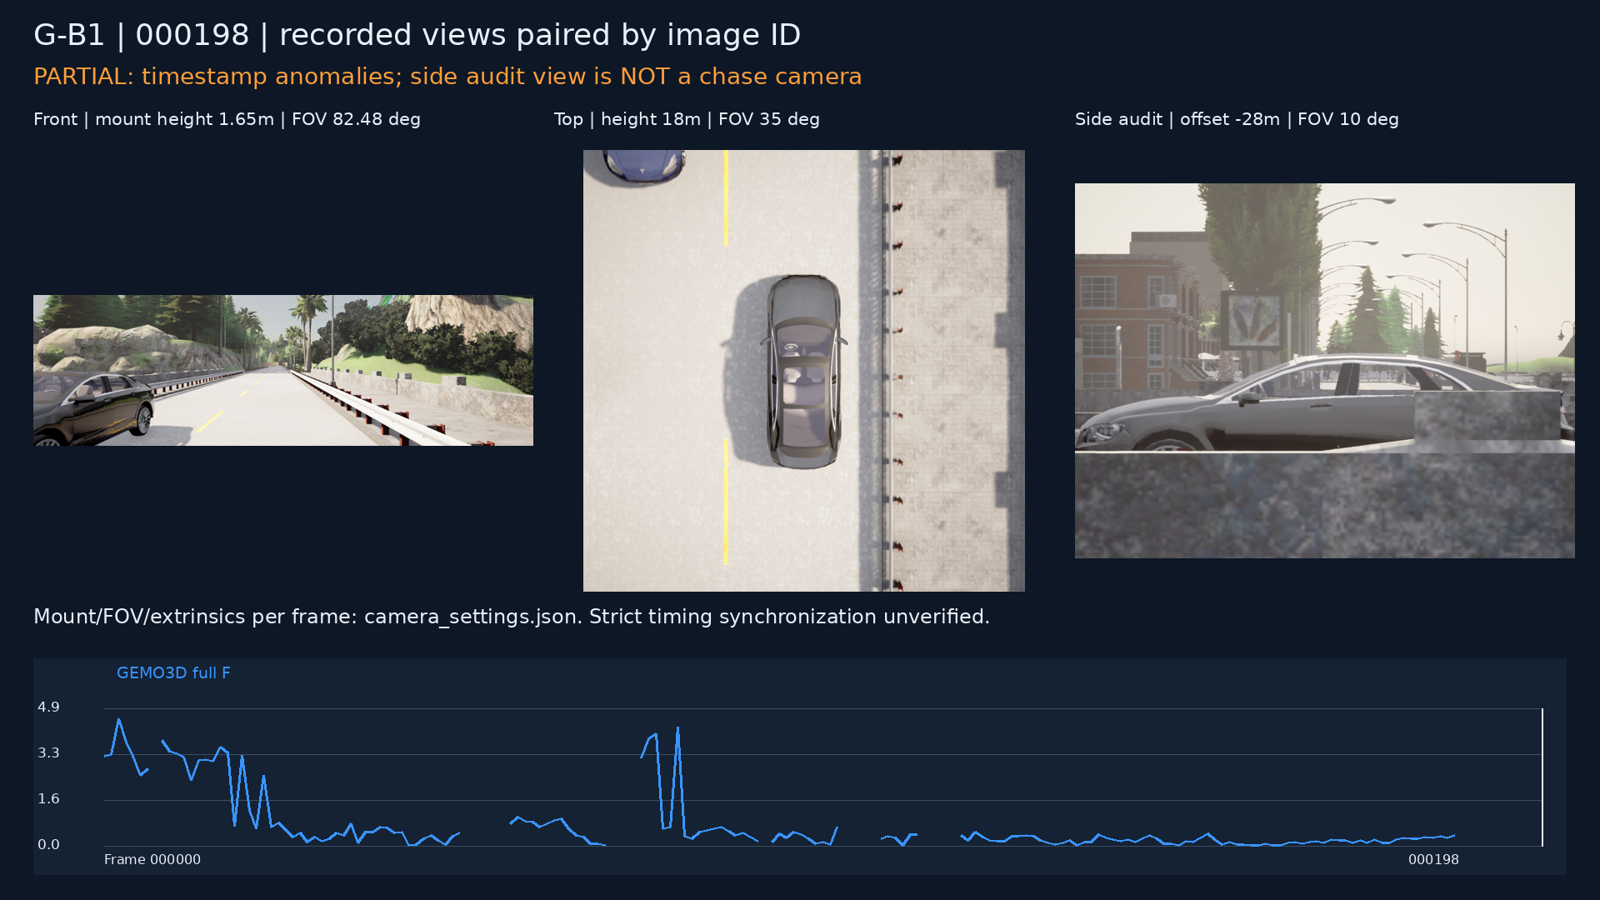 G-B1 | 000198 | recorded views paired by image ID
PARTIAL: timestamp anomalies; side audit view is NOT a chase camera
Front | mount height 1.65m | FOV 82.48 deg
Top | height 18m | FOV 35 deg
Side audit | offset -28m | FOV 10 deg
Mount/FOV/extrinsics per frame: camera_settings.json. Strict timing synchronization unverified.
GEMO3D full F
4.9
3.3
1.6
0.0
Frame 000000
000198